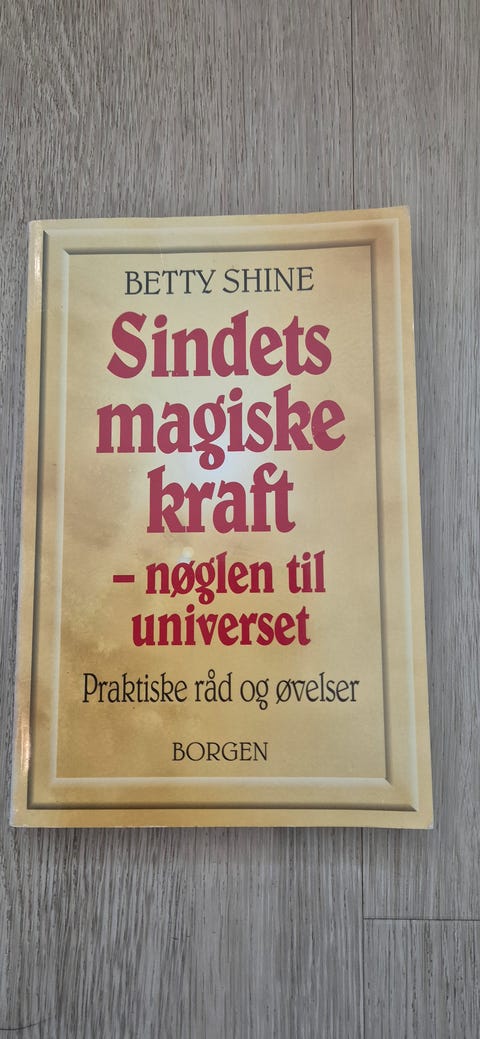 BETTY SHINE
Sindets
magiske
kraft
– nøglen til
universet
Praktiske råd og øvelser
BORGEN